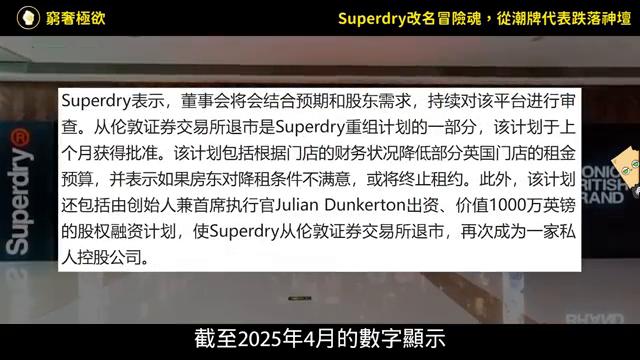 窮奢極欲
Superdry改名冒險魂，從潮牌代表跌落神壇
Superdry表示，董事会将会结合预期和股东需求，持续对该平台进行审
查。从伦敦证券交易所退市是Superdry重组计划的一部分，该计划于上
个月获得批准。该计划包括根据门店的财务状况降低部分英国门店的租金
预算，并表示如果房东对降租条件不满意，或将终止租约。此外，该计划
还包括由创始人兼首席执行官Julian Dunkerton出资、价值1000万英镑
的股权融资计划，使Superdry从伦敦证券交易所退市，再次成为一家私
人控股公司。
Superdry
BRITISH
BRAND
截至2025年4月的數字顯示